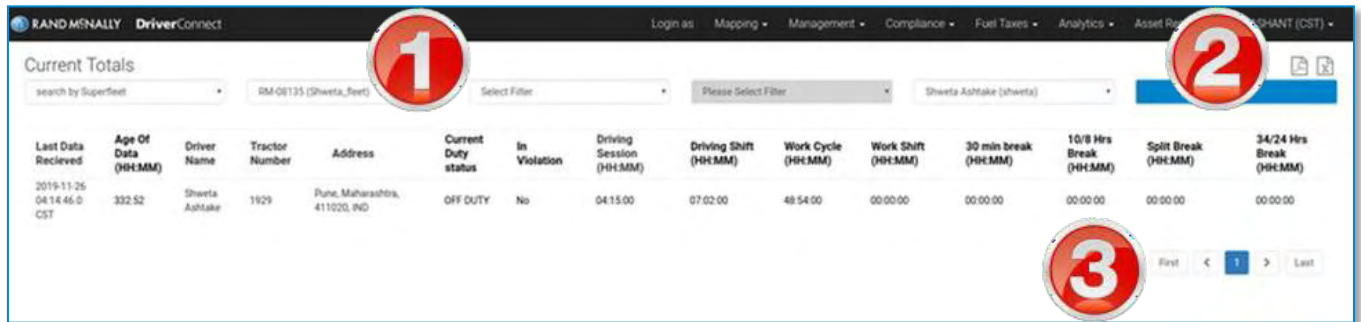 RAND McNALLY DriverConnect Login as Mapping Management Compliance Fuel Taxes Analytics Asset (CST)
1
2
Current Totals
search by Superfleet RM-08135 (Shweta_fleet) Select Filter Please Select Filter Shweta Ashtake (shweta)
Last Data Recieved Age Of Data (HH:MM) Driver Name Tractor Number Address Current Duty status In Violation Driving Session (HH:MM) Driving Shift (HH:MM) Work Cycle (HH:MM) Work Shift (HH:MM) 30 min break (HH:MM) 10/8 Hrs Break (HH:MM) Split Break (HH:MM) 34/24 Hrs Break (HH:MM)
2019-11-26 04:14:46.0 CST 332:52 Shweta Ashtake 1929 Pune, Maharashtra, 411020, IND OFF DUTY No 04:15:00 07:02:00 48:54:00 00:00:00 00:00:00 00:00:00 00:00:00 00:00:00
3
First < 1 > Last